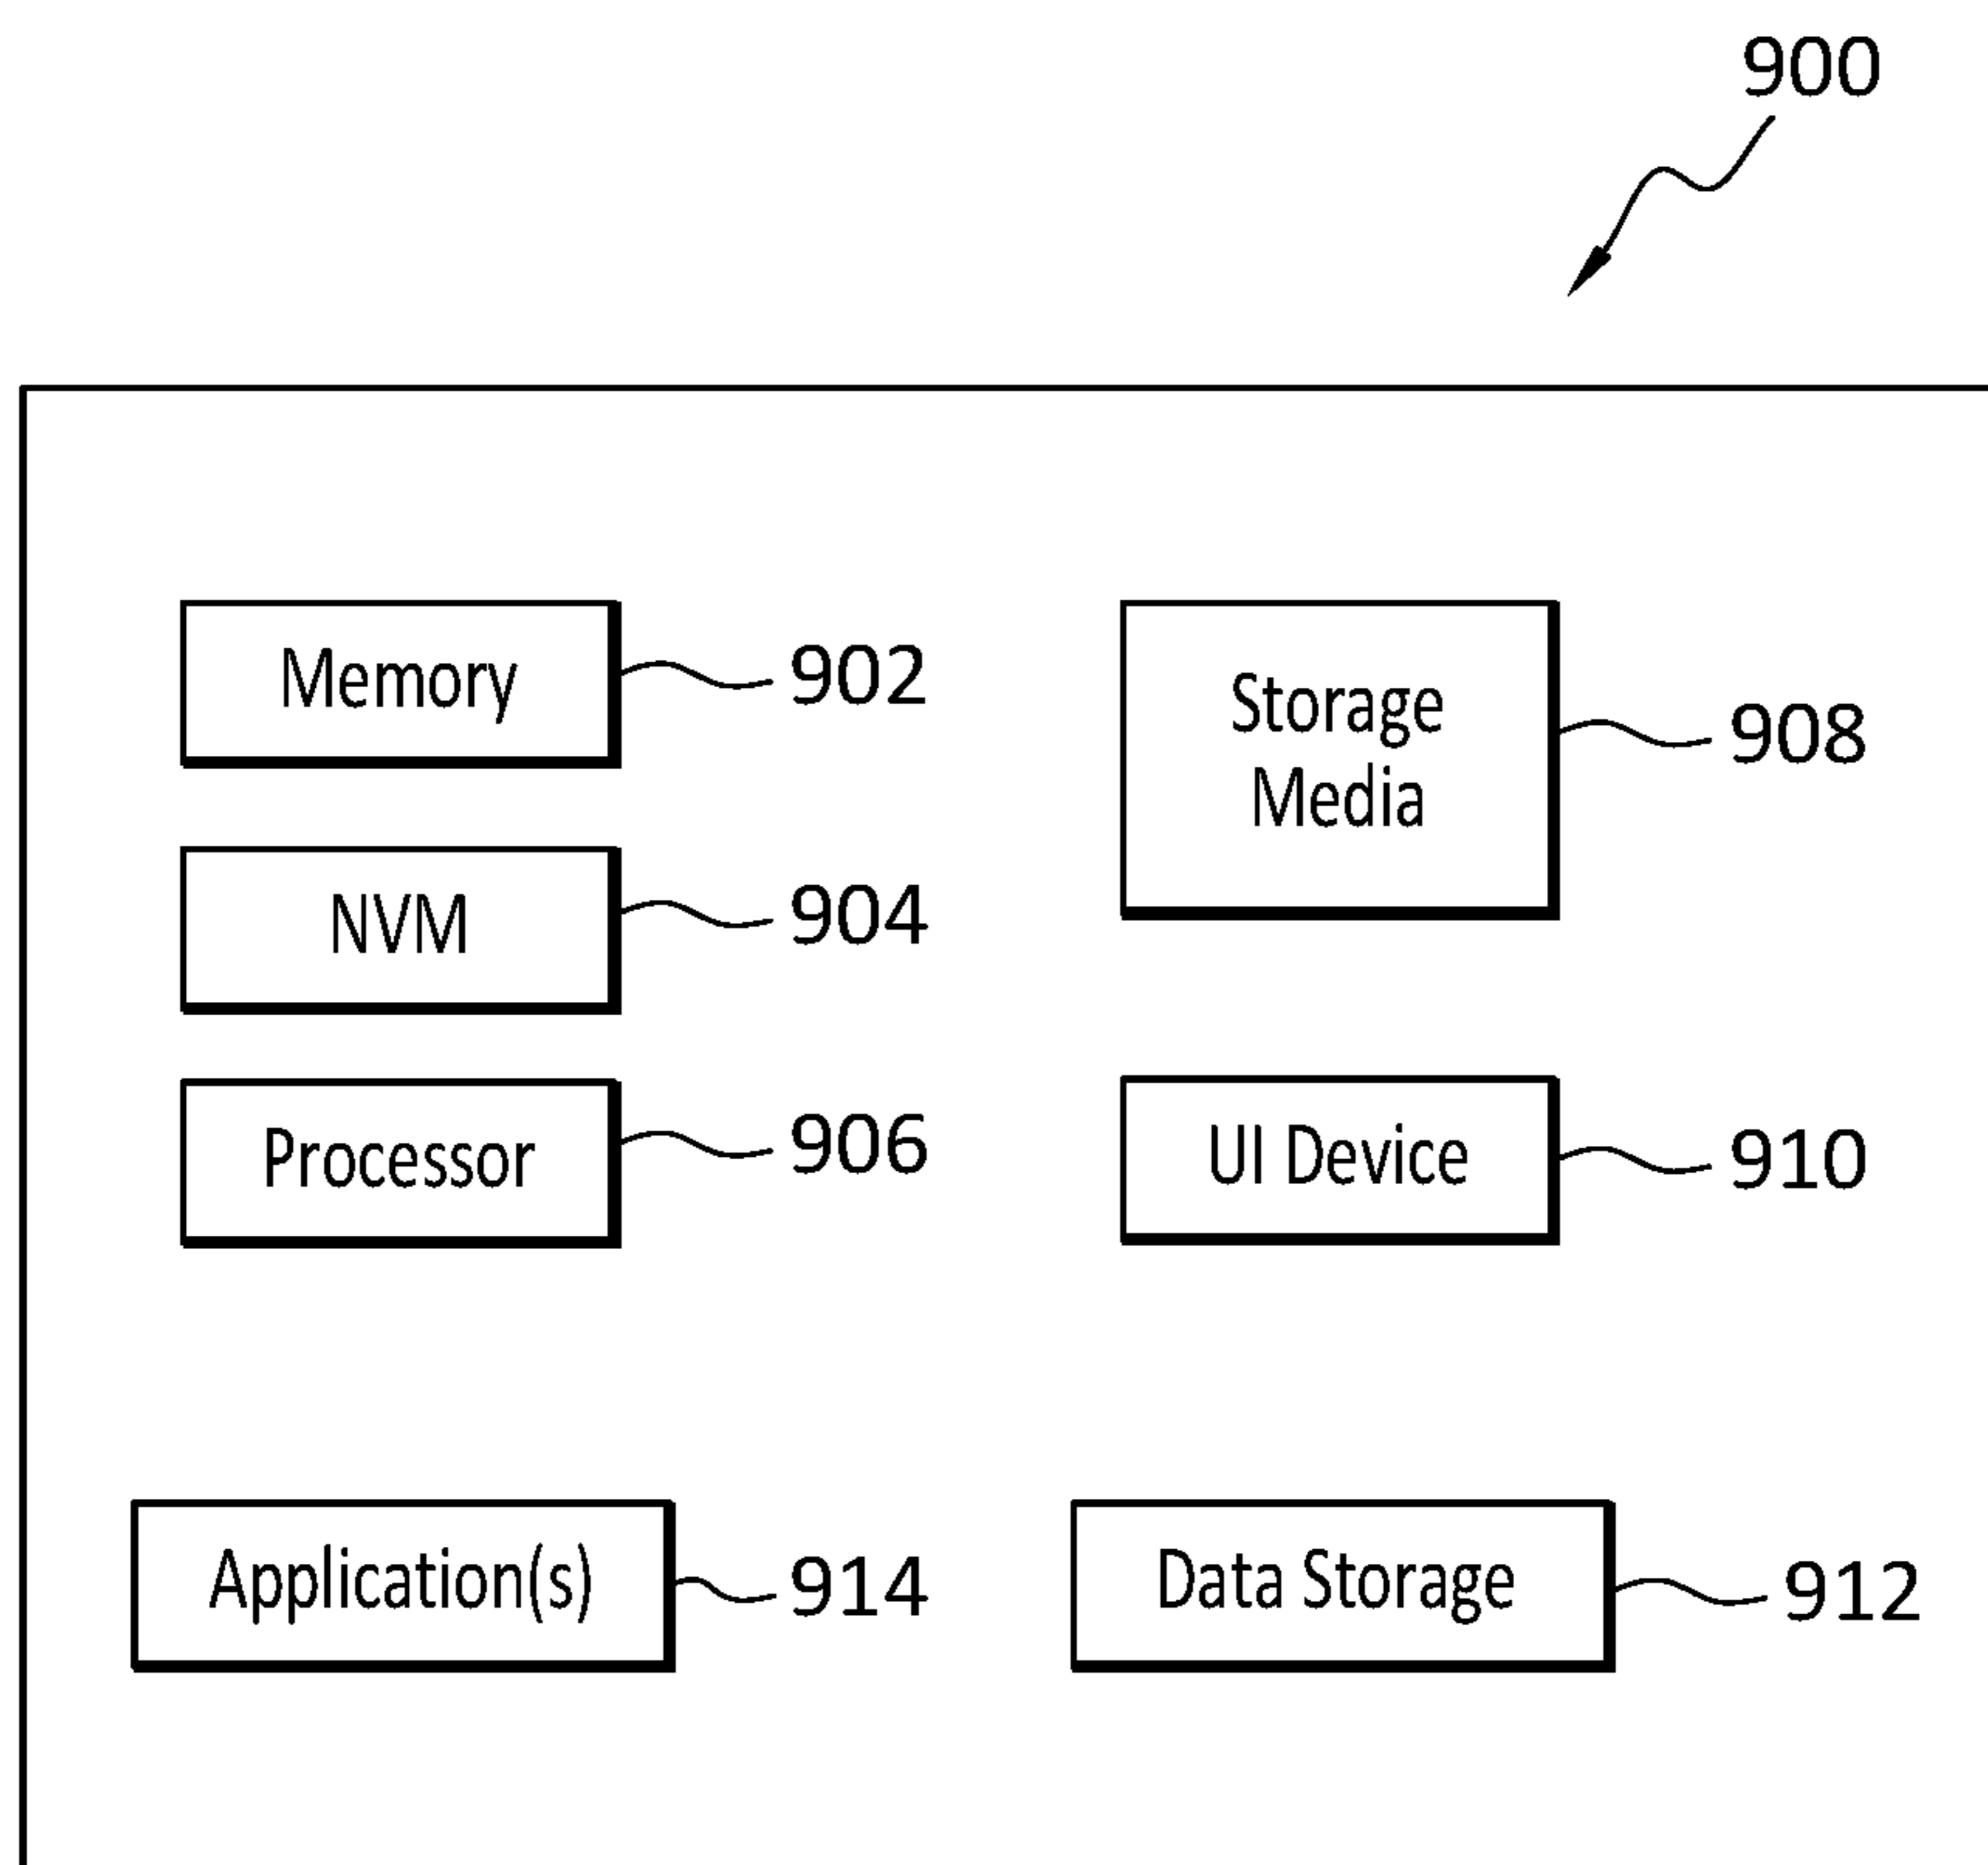 900
Memory
902
Storage
Media
908
NVM
904
Processor
906
UI Device
910
Application(s)
914
Data Storage
912